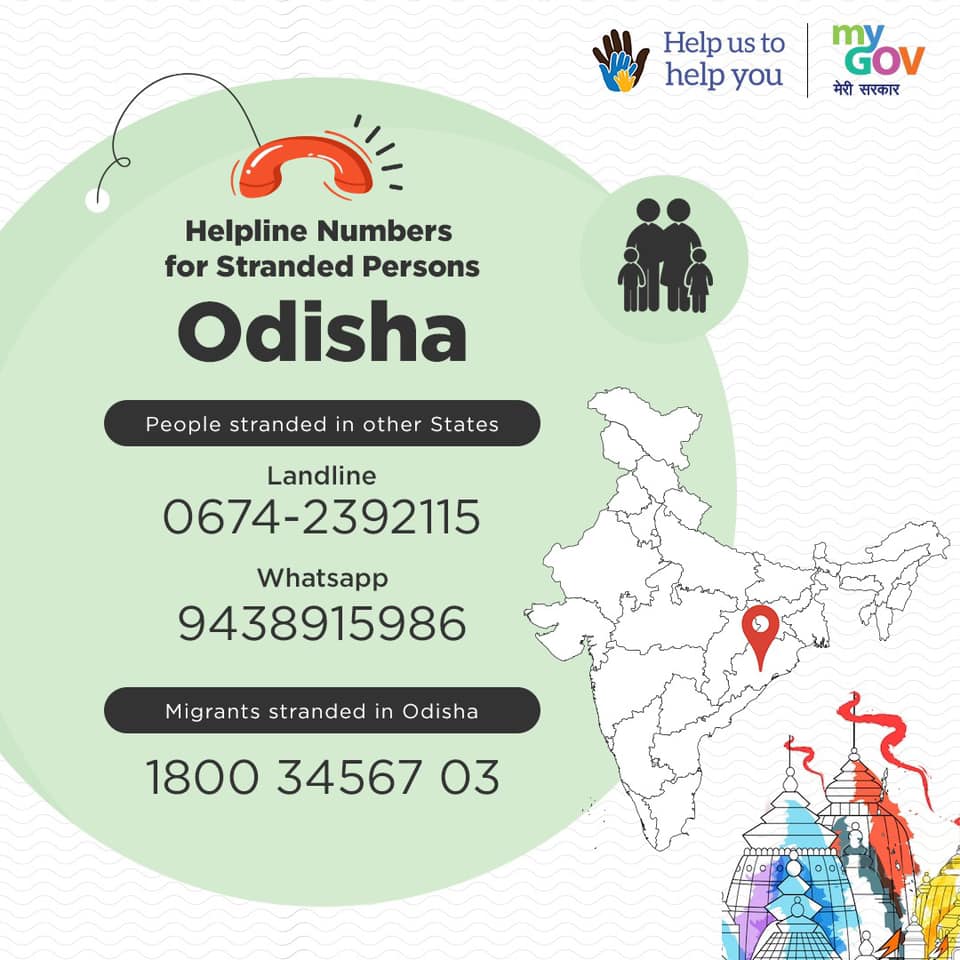 Help us to
help you
my
GOV
मेरी सरकार
Helpline Numbers
for Stranded Persons
Odisha
People stranded in other States
Landline
0674-2392115
Whatsapp
9438915986
Migrants stranded in Odisha
1800 34567 03